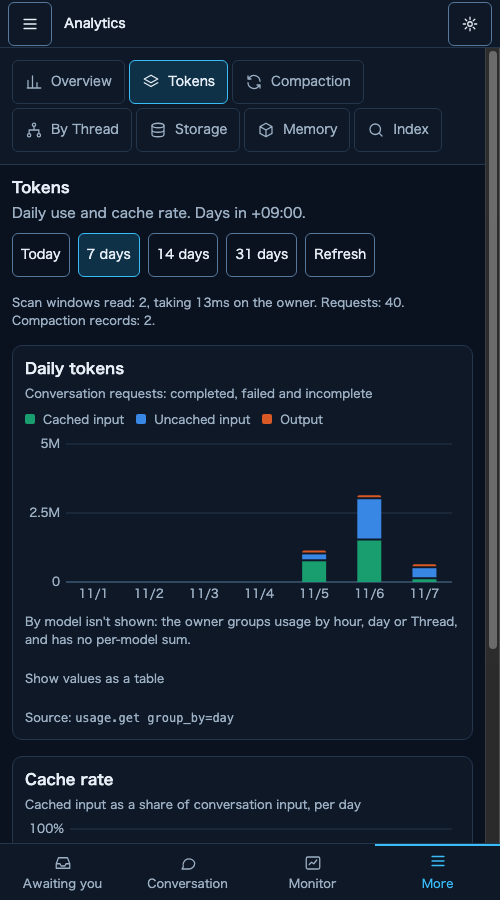 Analytics
Overview
Tokens
Compaction
By Thread
Storage
Memory
Index
Tokens
Daily use and cache rate. Days in +09:00.
Today
7 days
14 days
31 days
Refresh
Scan windows read: 2, taking 13ms on the owner. Requests: 40.
Compaction records: 2.
Daily tokens
Conversation requests: completed, failed and incomplete
Cached input
Uncached input
Output
5M
2.5M
0
11/1 11/2 11/3 11/4 11/5 11/6 11/7
By model isn't shown: the owner groups usage by hour, day or Thread,
and has no per-model sum.
Show values as a table
Source: usage.get group_by=day
Cache rate
Cached input as a share of conversation input, per day
100%
Awaiting you
Conversation
Monitor
More